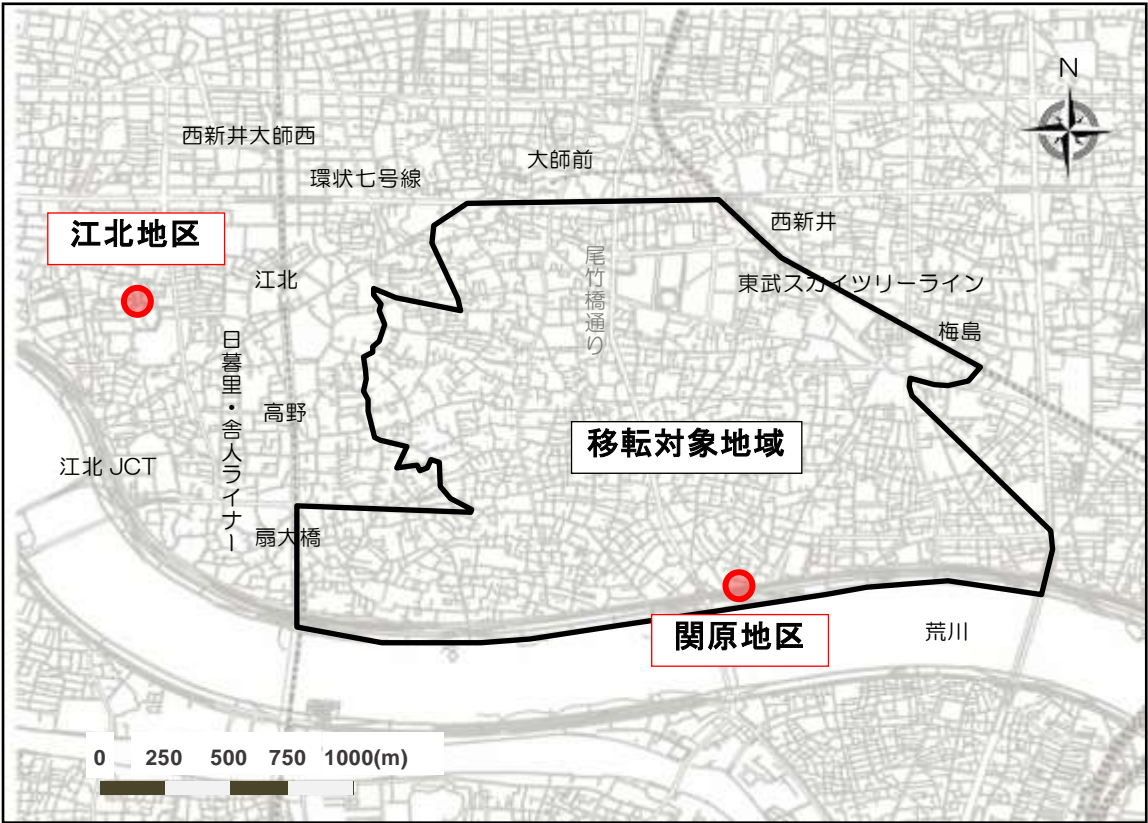 N
西新井大師西
大師前
環状七号線
江北地区
西新井
江北
尾竹橋通り
東武スカイツリーライン
梅島
日暮里・舎人ライナー
高野
移転対象地域
江北 JCT
扇大橋
関原地区
荒川
0 250 500 750 1000(m)